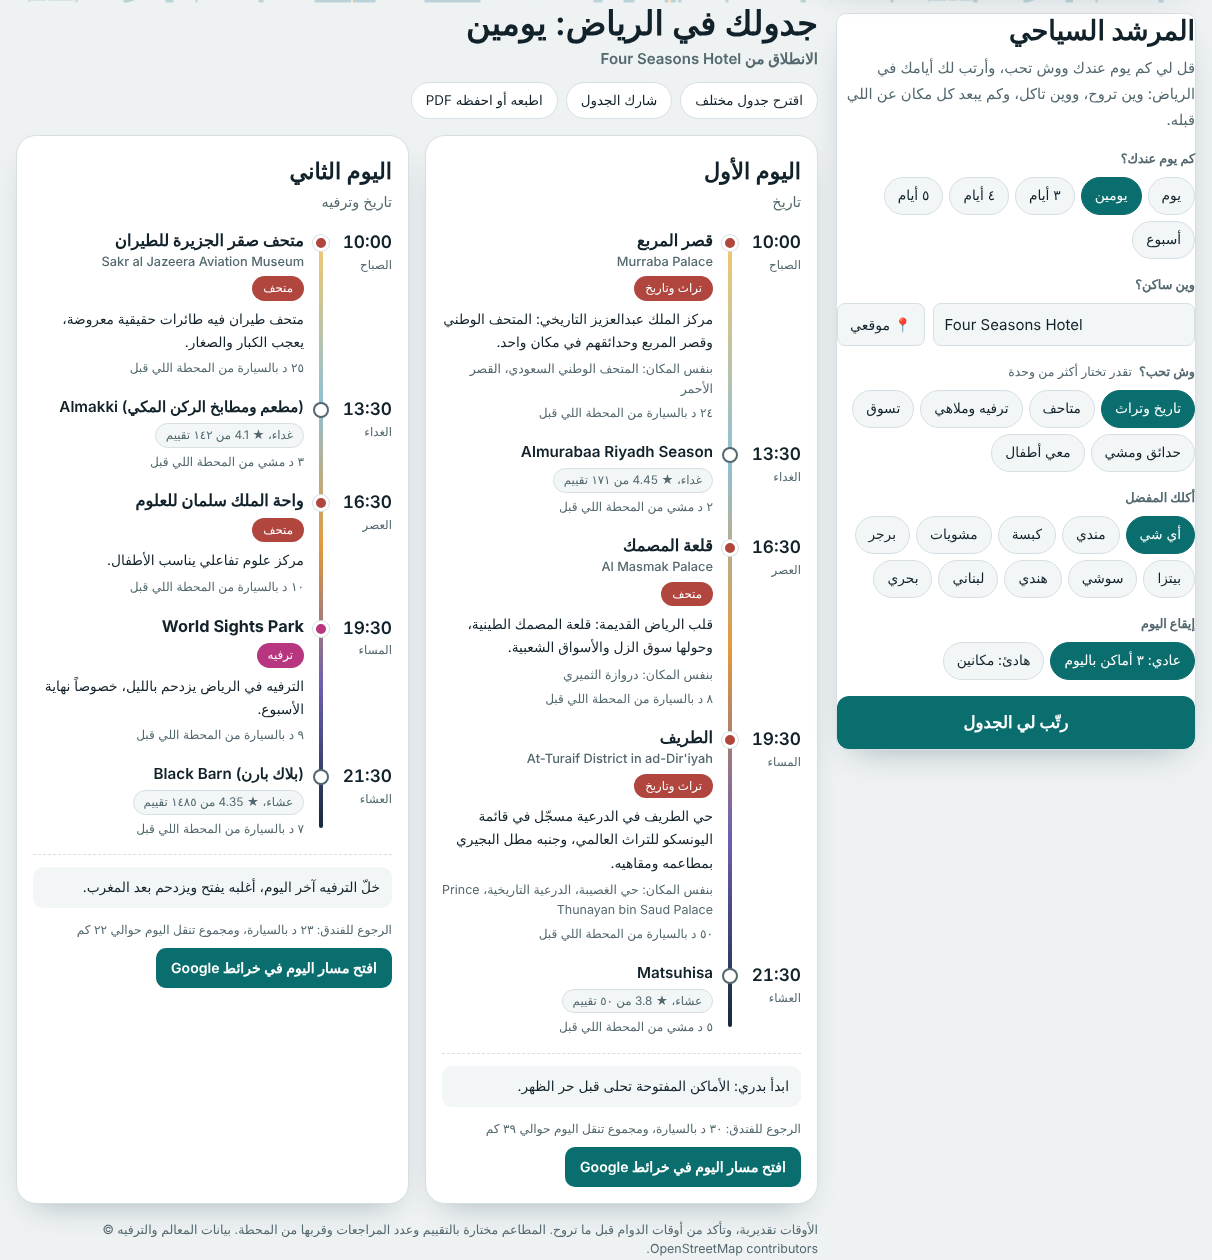 المرشد السياحي
قل لي كم يوم عندك ووش تحب، وأرتب لك أيامك في
الرياض: وين تروح، ووين تاكل، وكم يبعد كل مكان عن اللي
قبله.
كم يوم عندك؟
يوم
يومين
٣ أيام
٤ أيام
٥ أيام
أسبوع
وين ساكن؟
Four Seasons Hotel
📍 موقعي
وش تحب؟ تقدر تختار أكثر من وحدة
تاريخ وتراث
متاحف
ترفيه وملاهي
تسوق
حدائق ومشي
معي أطفال
أكلك المفضل
أي شي
مندي
كبسة
مشويات
برجر
بيتزا
سوشي
هندي
لبناني
بحري
إيقاع اليوم
عادي: ٣ أماكن باليوم
هادئ: مكانين
رتّب لي الجدول
جدولك في الرياض: يومين
الانطلاق من Four Seasons Hotel
اقترح جدول مختلف
شارك الجدول
اطبعه أو احفظه PDF
اليوم الأول
تاريخ
10:00
الصباح
قصر المربع
Murraba Palace
تراث وتاريخ
مركز الملك عبدالعزيز التاريخي: المتحف الوطني
وقصر المربع وحدائقهم في مكان واحد.
بنفس المكان: المتحف الوطني السعودي، القصر
الأحمر
٢٤ د بالسيارة من المحطة اللي قبل
13:30
الغداء
Almurabaa Riyadh Season
غداء، ★ 4.45 من ١٧١ تقييم
٢ د مشي من المحطة اللي قبل
16:30
العصر
قلعة المصمك
Al Masmak Palace
متحف
قلب الرياض القديمة: قلعة المصمك الطينية،
وحولها سوق الزل والأسواق الشعبية.
بنفس المكان: دروازة الثميري
٨ د بالسيارة من المحطة اللي قبل
19:30
المساء
الطريف
At-Turaif District in ad-Dir'iyah
تراث وتاريخ
حي الطريف في الدرعية مسجّل في قائمة
اليونسكو للتراث العالمي، وجنبه مطل البجيري
بمطاعمه ومقاهيه.
بنفس المكان: حي الغصيبة، الدرعية التاريخية، Prince
Thunayan bin Saud Palace
٥٠ د بالسيارة من المحطة اللي قبل
21:30
العشاء
Matsuhisa
عشاء، ★ 3.8 من ٥٠ تقييم
٥ د مشي من المحطة اللي قبل
ابدأ بدري: الأماكن المفتوحة تحلى قبل حر الظهر.
الرجوع للفندق: ٣٠ د بالسيارة، ومجموع تنقل اليوم حوالي ٣٩ كم
افتح مسار اليوم في خرائط Google
اليوم الثاني
تاريخ وترفيه
10:00
الصباح
متحف صقر الجزيرة للطيران
Sakr al Jazeera Aviation Museum
متحف
متحف طيران فيه طائرات حقيقية معروضة،
يعجب الكبار والصغار.
٢٥ د بالسيارة من المحطة اللي قبل
13:30
الغداء
Almakki (مطعم ومطابخ الركن المكي)
غداء، ★ 4.1 من ١٤٢ تقييم
٣ د مشي من المحطة اللي قبل
16:30
العصر
واحة الملك سلمان للعلوم
متحف
مركز علوم تفاعلي يناسب الأطفال.
١٠ د بالسيارة من المحطة اللي قبل
19:30
المساء
World Sights Park
ترفيه
الترفيه في الرياض يزدحم بالليل، خصوصاً نهاية
الأسبوع.
٩ د بالسيارة من المحطة اللي قبل
21:30
العشاء
Black Barn (بلاك بارن)
عشاء، ★ 4.35 من ١٤٨٥ تقييم
٧ د بالسيارة من المحطة اللي قبل
خلّ الترفيه آخر اليوم، أغلبه يفتح ويزدحم بعد المغرب.
الرجوع للفندق: ٢٣ د بالسيارة، ومجموع تنقل اليوم حوالي ٢٢ كم
افتح مسار اليوم في خرائط Google
الأوقات تقديرية، وتأكد من أوقات الدوام قبل ما تروح. المطاعم مختارة بالتقييم وعدد المراجعات وقربها من المحطة. بيانات المعالم والترفيه ©
OpenStreetMap contributors.